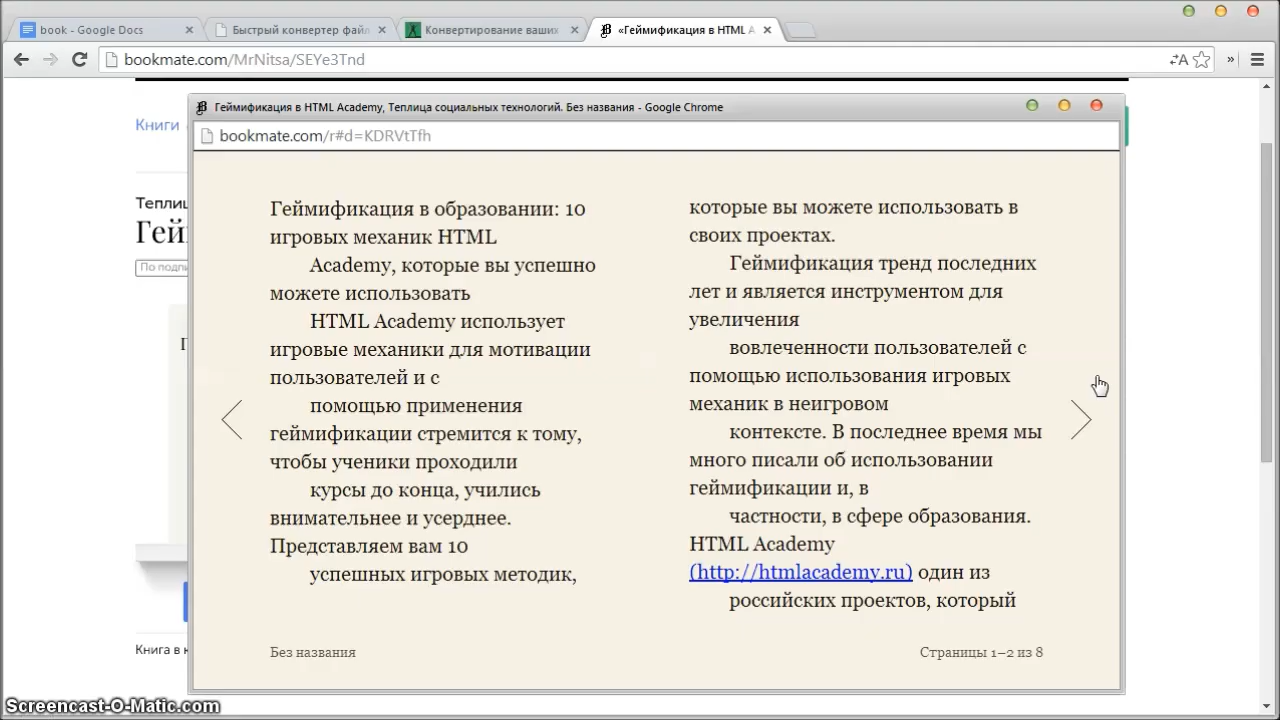 book - Google Docs
Быстрый конвертер фай
Конвертирование ваших
«Геймификация в HTML A
bookmate.com/MrNitsa/SEYe3Tnd
Геймификация в HTML Academy, Теплица социальных технологий. Без названия - Google Chrome
bookmate.com/r#d=KDRVtTfh
Книги
Теплиц
Гей
По подпи
Книга в к
Геймификация в образовании: 10
игровых механик HTML
Academy, которые вы успешно
можете использовать
HTML Academy использует
игровые механики для мотивации
пользователей и с
помощью применения
геймификации стремится к тому,
чтобы ученики проходили
курсы до конца, учились
внимательнее и усерднее.
Представляем вам 10
успешных игровых методик,
которые вы можете использовать в
своих проектах.
Геймификация тренд последних
лет и является инструментом для
увеличения
вовлеченности пользователей с
помощью использования игровых
механик в неигровом
контексте. В последнее время мы
много писали об использовании
геймификации и, в
частности, в сфере образования.
HTML Academy
(http://htmlacademy.ru) один из
российских проектов, который
Без названия
Страницы 1–2 из 8
Screencast-O-Matic.com